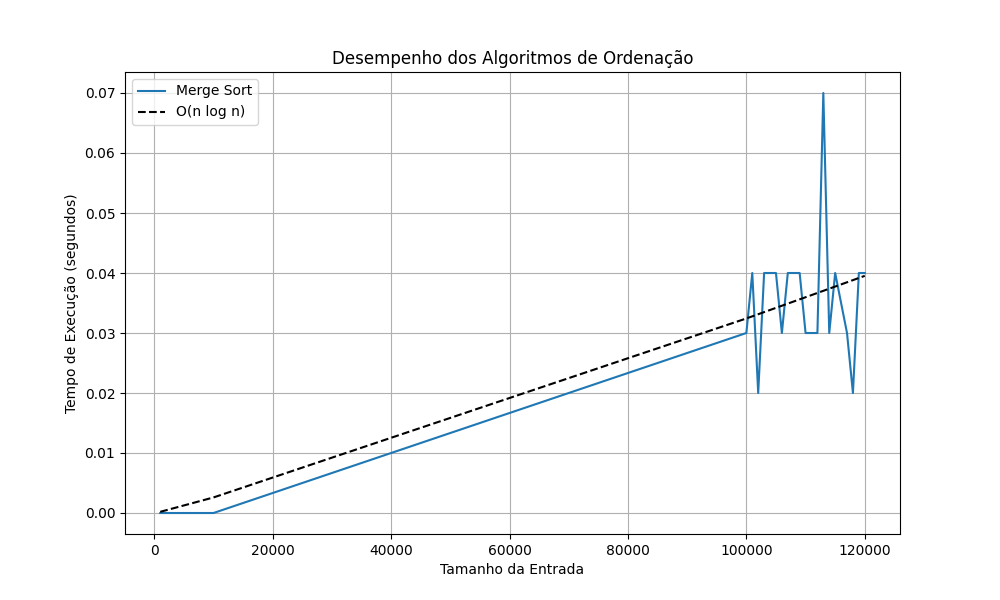 Desempenho dos Algoritmos de Ordenação
Merge Sort
O(n log n)
Tempo de Execução (segundos)
0.07
0.06
0.05
0.04
0.03
0.02
0.01
0.00
0 20000 40000 60000 80000 100000 120000
Tamanho da Entrada